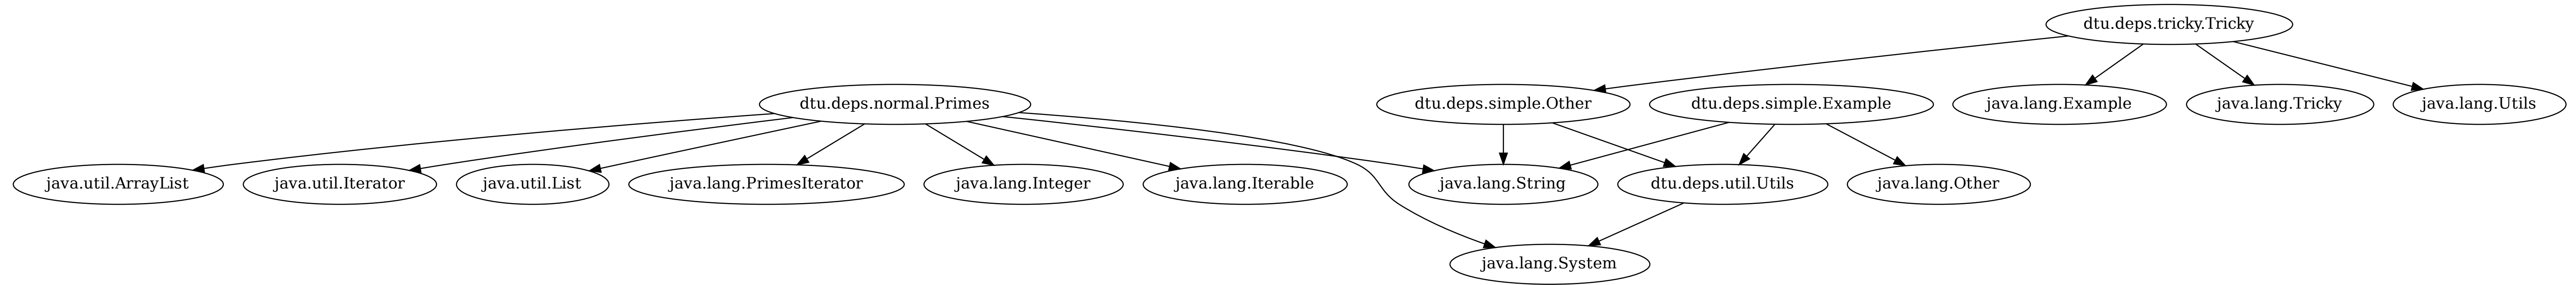 dtu.deps.tricky.Tricky
dtu.deps.normal.Primes
dtu.deps.simple.Other
dtu.deps.simple.Example
java.lang.Example
java.lang.Tricky
java.lang.Utils
java.util.ArrayList
java.util.Iterator
java.util.List
java.lang.PrimesIterator
java.lang.Integer
java.lang.Iterable
java.lang.String
dtu.deps.util.Utils
java.lang.Other
java.lang.System